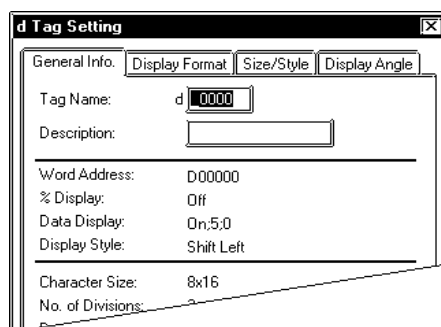 d Tag Setting
General Info. Display Format Size/Style Display Angle
Tag Name: d _0000
Description:
Word Address: D00000
% Display: Off
Data Display: On;5;0
Display Style: Shift Left
Character Size: 8x16
No. of Divisions: